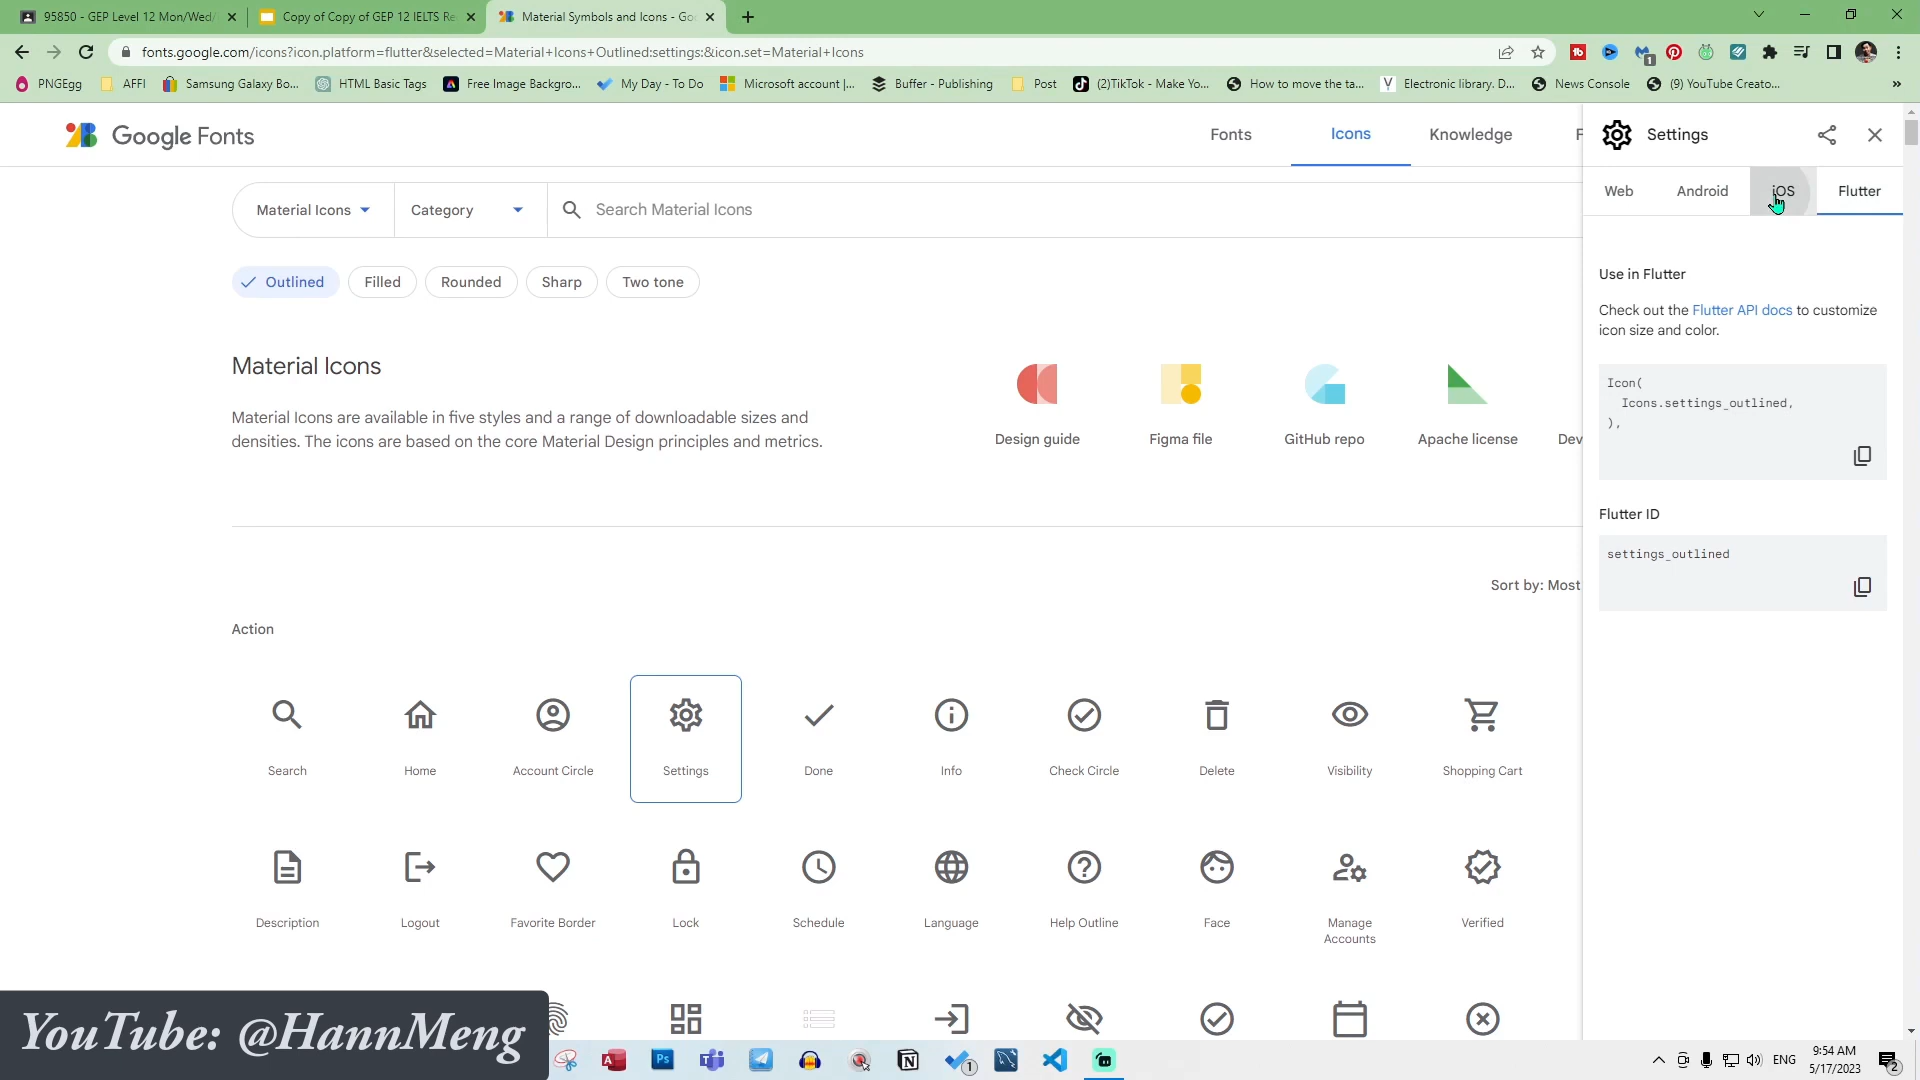 95850 - GEP Level 12 Mon/Wed/
Copy of Copy of GEP 12 IELTS Re
Material Symbols and Icons - Goo
fonts.google.com/icons?icon.platform=flutter&selected=Material+Icons+Outlined:settings:&icon.set=Material+Icons
1
PNGEgg
AFFI
Samsung Galaxy Bo...
HTML Basic Tags
Free Image Backgro...
My Day - To Do
Microsoft account |...
Buffer - Publishing
Post
(2)TikTok - Make Yo...
How to move the ta...
Electronic library. D...
News Console
(9) YouTube Creato...
»
Google Fonts
Fonts
Icons
Knowledge
F
Settings
Material Icons
Category
Search Material Icons
Web
Android
iOS
Flutter
Outlined
Filled
Rounded
Sharp
Two tone
Use in Flutter
Check out the Flutter API docs to customize
icon size and color.
Material Icons
Material Icons are available in five styles and a range of downloadable sizes and
densities. The icons are based on the core Material Design principles and metrics.
Design guide
Figma file
GitHub repo
Apache license
Dev
Icon(
Icons.settings_outlined,
),
Flutter ID
settings_outlined
Sort by: Most
Action
Search
Home
Account Circle
Settings
Done
Info
Check Circle
Delete
Visibility
Shopping Cart
Description
Logout
Favorite Border
Lock
Schedule
Language
Help Outline
Face
Manage
Accounts
Verified
YouTube: @HannMeng
Ps
1
ENG
9:54 AM
5/17/2023
2